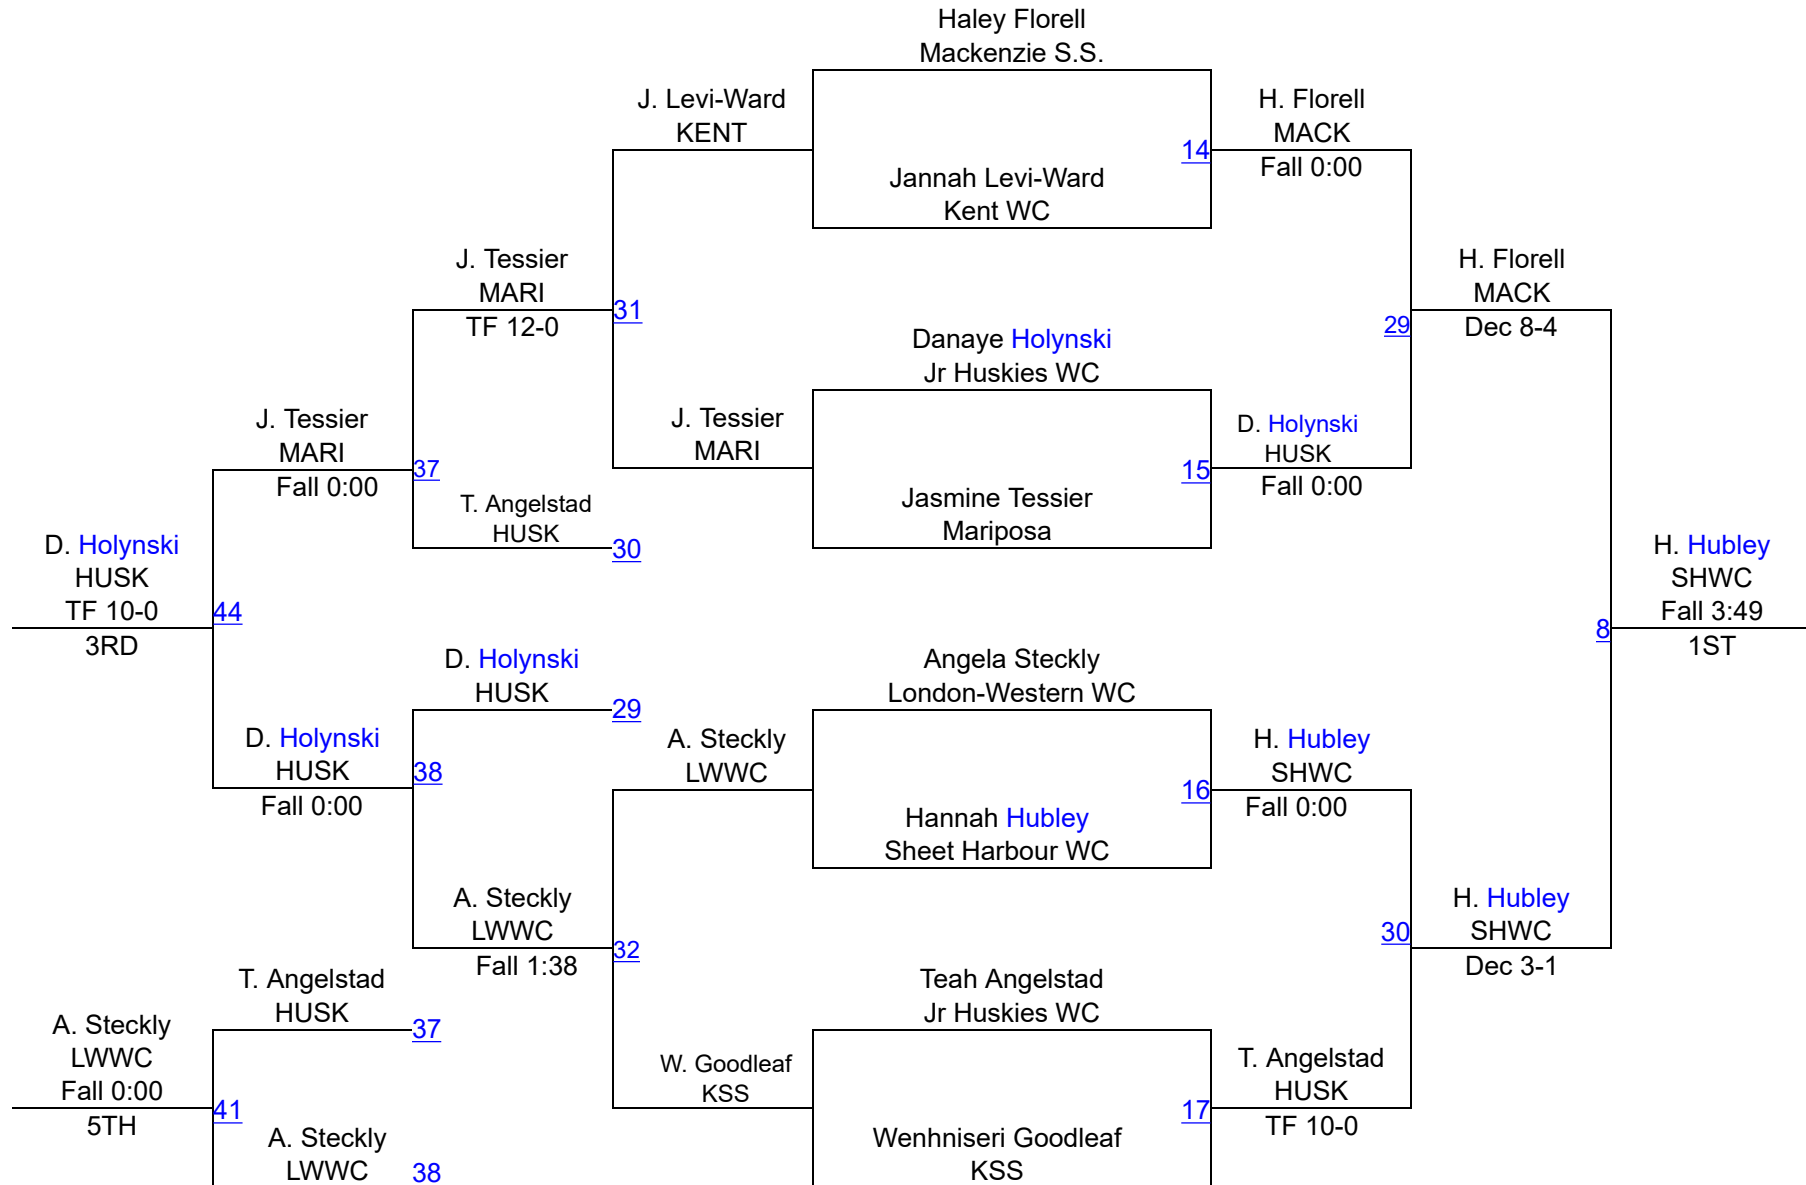 Haley Florell
Mackenzie S.S.
J. Levi-Ward
KENT
H. Florell
MACK
14
Fall 0:00
Jannah Levi-Ward
Kent WC
J. Tessier
MARI
TF 12-0
31
H. Florell
MACK
Dec 8-4
29
Danaye Holynski
Jr Huskies WC
J. Tessier
MARI
Fall 0:00
37
J. Tessier
MARI
D. Holynski
HUSK
15
Fall 0:00
Jasmine Tessier
Mariposa
T. Angelstad
HUSK
30
D. Holynski
HUSK
TF 10-0
3RD
44
H. Hubley
SHWC
Fall 3:49
1ST
8
D. Holynski
HUSK
29
Angela Steckly
London-Western WC
D. Holynski
HUSK
Fall 0:00
38
A. Steckly
LWWC
H. Hubley
SHWC
16
Fall 0:00
Hannah Hubley
Sheet Harbour WC
A. Steckly
LWWC
Fall 1:38
32
H. Hubley
SHWC
Dec 3-1
30
T. Angelstad
HUSK
37
Teah Angelstad
Jr Huskies WC
A. Steckly
LWWC
Fall 0:00
5TH
41
W. Goodleaf
KSS
T. Angelstad
HUSK
17
TF 10-0
A. Steckly
LWWC
38
Wenhniseri Goodleaf
KSS